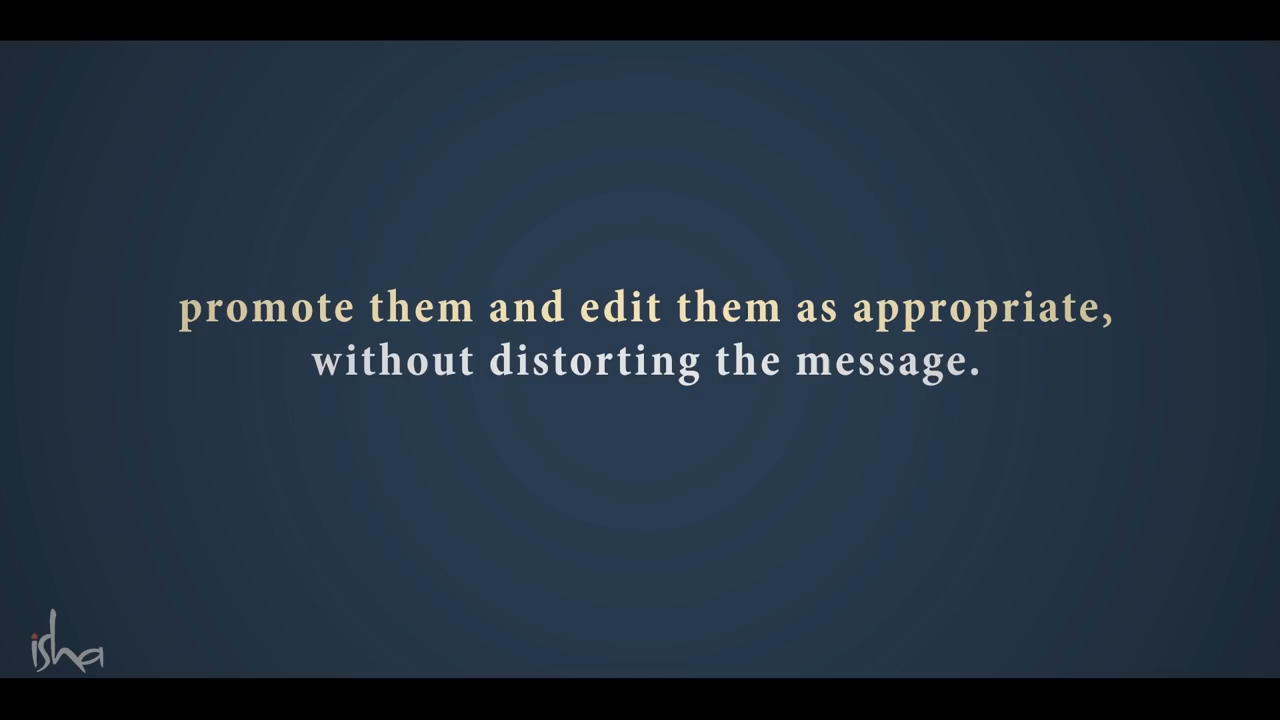 promote them and edit them as appropriate,
without distorting the message.
isha